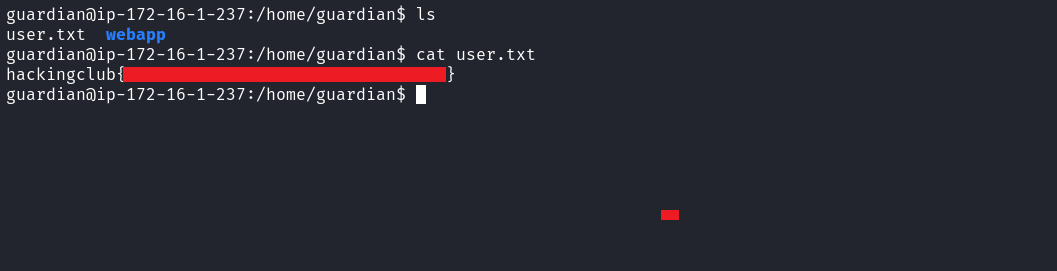 guardian@ip-172-16-1-237:/home/guardian$ ls
user.txt  webapp
guardian@ip-172-16-1-237:/home/guardian$ cat user.txt
hackingclub{}
guardian@ip-172-16-1-237:/home/guardian$